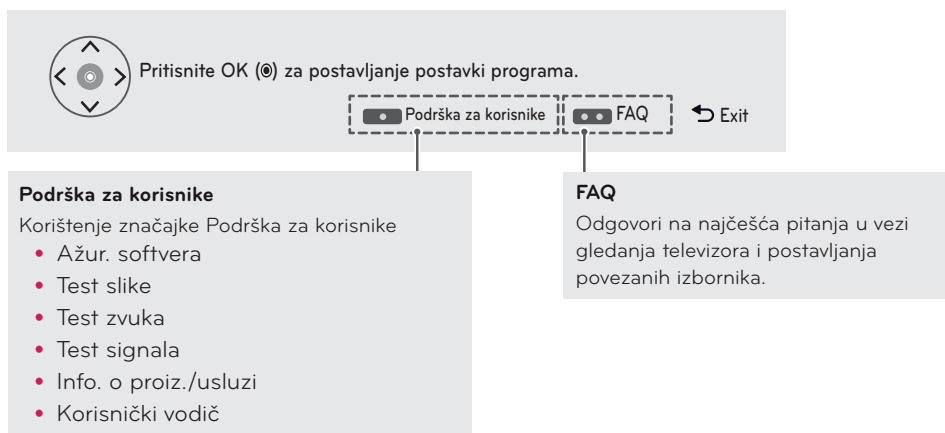 Pritisnite OK (◉) za postavljanje postavki programa.
Podrška za korisnike
FAQ
Exit
Podrška za korisnike
Korištenje značajke Podrška za korisnike
• Ažur. softvera
• Test slike
• Test zvuka
• Test signala
• Info. o proiz./usluzi
• Korisnički vodič
FAQ
Odgovori na najčešća pitanja u vezi
gledanja televizora i postavljanja
povezanih izbornika.